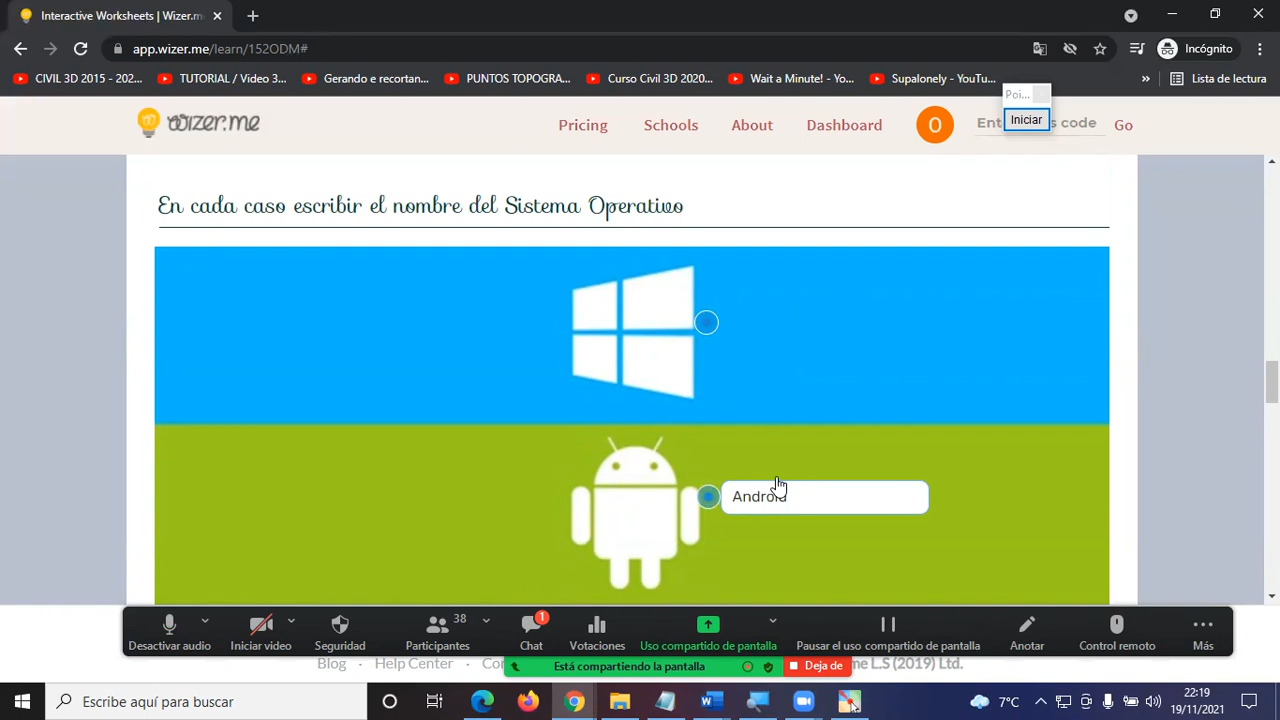 Interactive Worksheets | Wizer.me
app.wizer.me/learn/152ODM#
Incógnito
CIVIL 3D 2015 - 202...
TUTORIAL / Video 3...
Gerando e recortan...
PUNTOS TOPOGRA...
Curso Civil 3D 2020...
Wait a Minute! - Yo...
Supalonely - YouTu...
»
Lista de lectura
Poi...
Iniciar
wizer.me
Pricing
Schools
About
Dashboard
O
code
Go
En cada caso escribir el nombre del Sistema Operativo
Android
Desactivar audio
Iniciar video
Seguridad
Participantes
38
Chat
1
Votaciones
Uso compartido de pantalla
Pausar el uso compartido de pantalla
Anotar
Control remoto
Más
Está compartiendo la pantalla
Deja de
Blog · Help Center ·
L.S (2019) Ltd.
Escribe aquí para buscar
7°C
22:19
19/11/2021